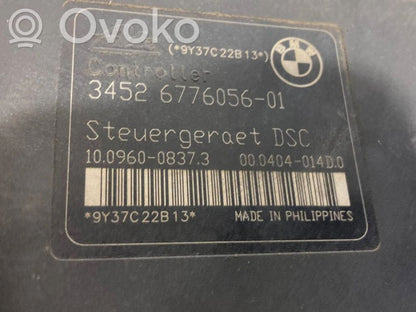 Ovoko
(*9Y37C22B13*)
BMW
Controller
3452 6776056-01
Steuergeraet DSC
10.0960-0837.3 00.0404-014D.0
*9Y37C22B13* MADE IN PHILIPPINES